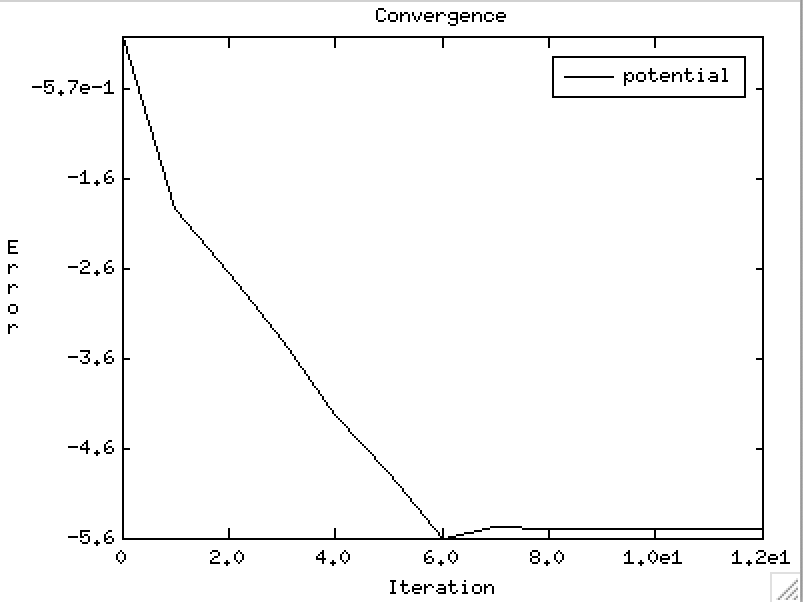 Convergence
potential
-5.7e-1
-1.6
-2.6
-3.6
-4.6
-5.6
Error
0 2.0 4.0 6.0 8.0 1.0e1 1.2e1
Iteration